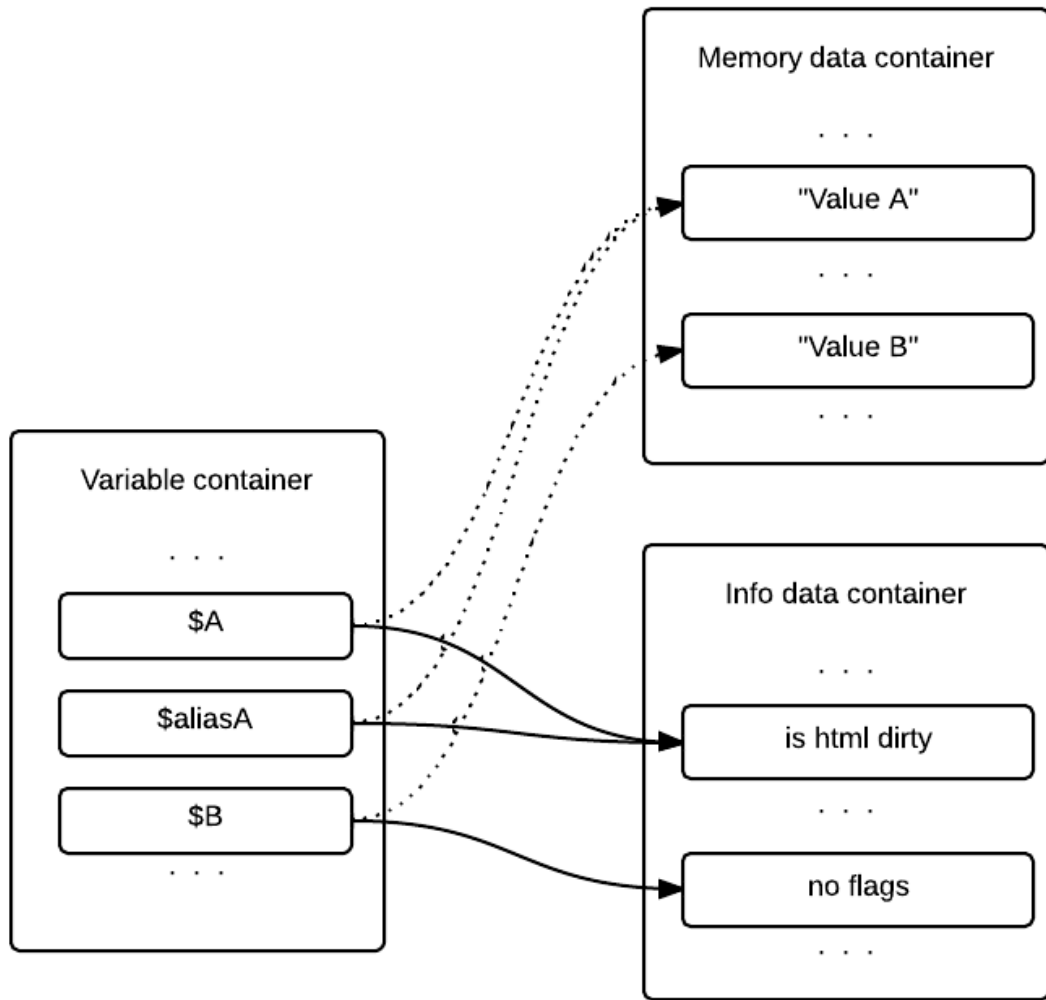 Memory data container
. . .
"Value A"
. . .
"Value B"
. . .
Variable container
. . .
$A
$aliasA
$B
. . .
Info data container
. . .
is html dirty
. . .
no flags
. . .